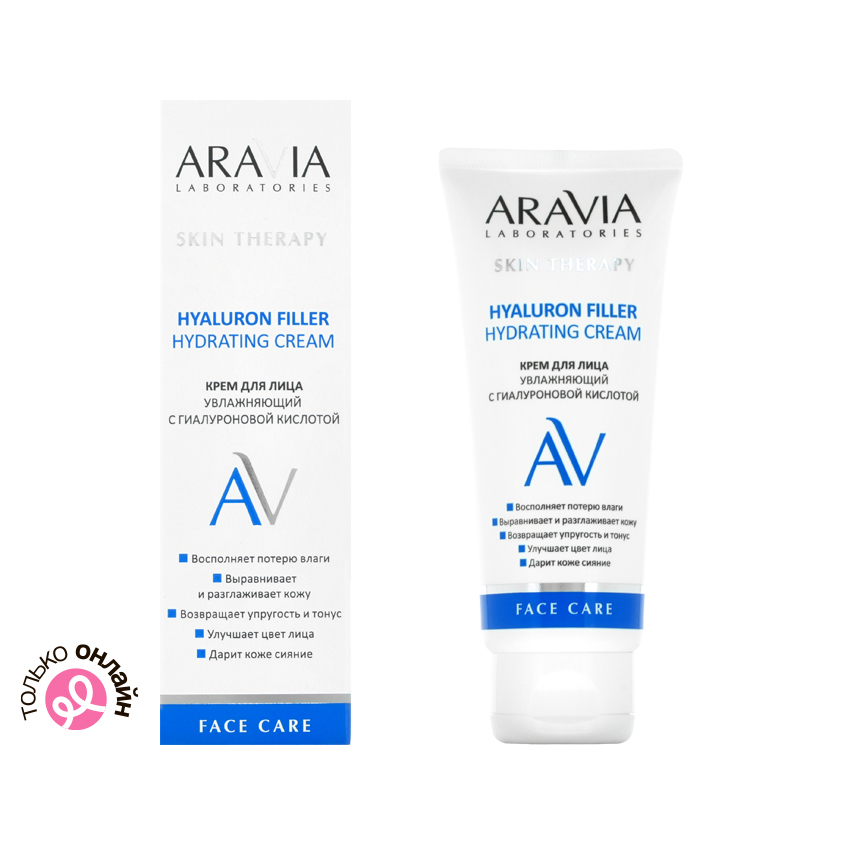 ARAVIA
LABORATORIES
SKIN THERAPY
HYALURON FILLER
HYDRATING CREAM
КРЕМ ДЛЯ ЛИЦА
УВЛАЖНЯЮЩИЙ
С ГИАЛУРОНОВОЙ КИСЛОТОЙ
AV
Восполняет потерю влаги
Выравнивает
и разглаживает кожу
Возвращает упругость и тонус
Улучшает цвет лица
Дарит коже сияние
FACE CARE
ARAVIA
LABORATORIES
SKIN THERAPY
HYALURON FILLER
HYDRATING CREAM
КРЕМ ДЛЯ ЛИЦА
УВЛАЖНЯЮЩИЙ
С ГИАЛУРОНОВОЙ КИСЛОТОЙ
AV
Восполняет потерю влаги
Выравнивает и разглаживает кожу
Возвращает упругость и тонус
Улучшает цвет лица
Дарит коже сияние
FACE CARE
ТОЛЬКО ОНЛАЙН